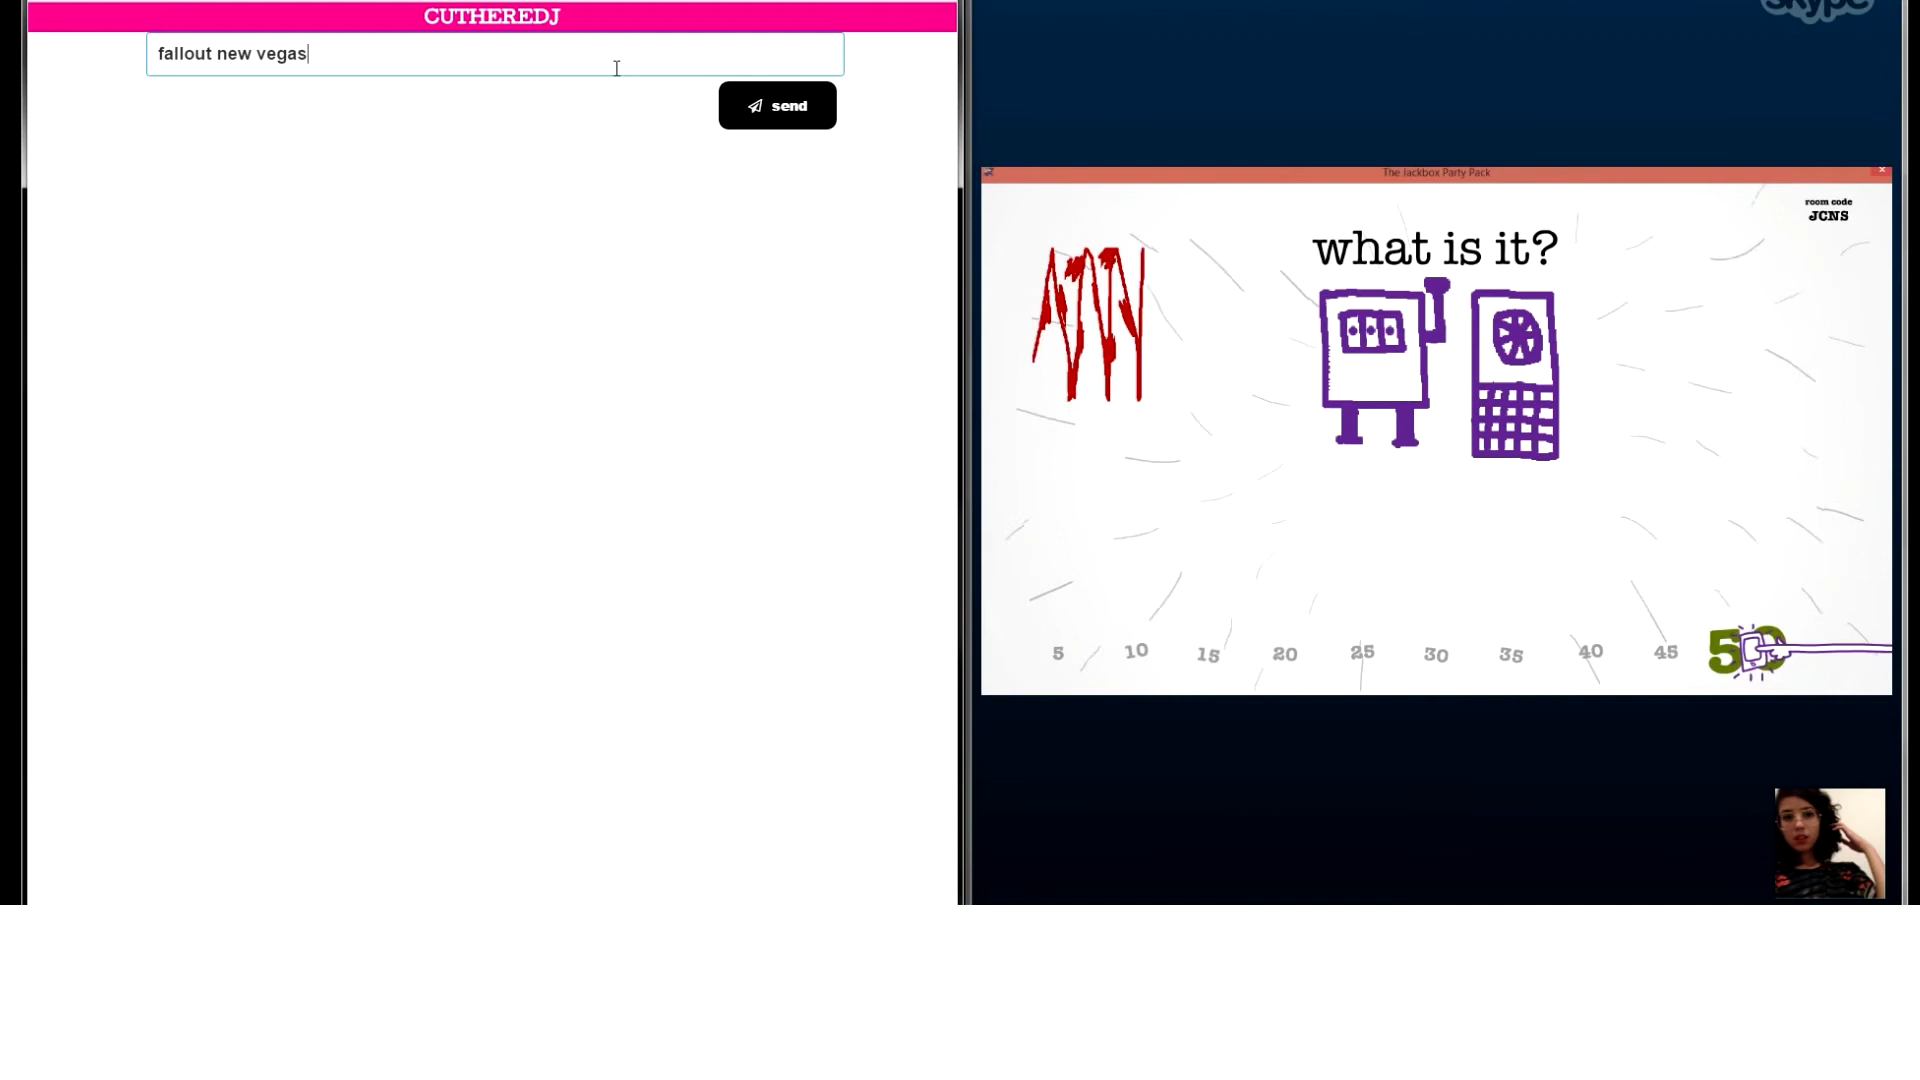 CUTHEREDJ
fallout new vegas
send
skype
The Jackbox Party Pack
room code
JCNS
what is it?
5 10 15 20 25 30 35 40 45 50